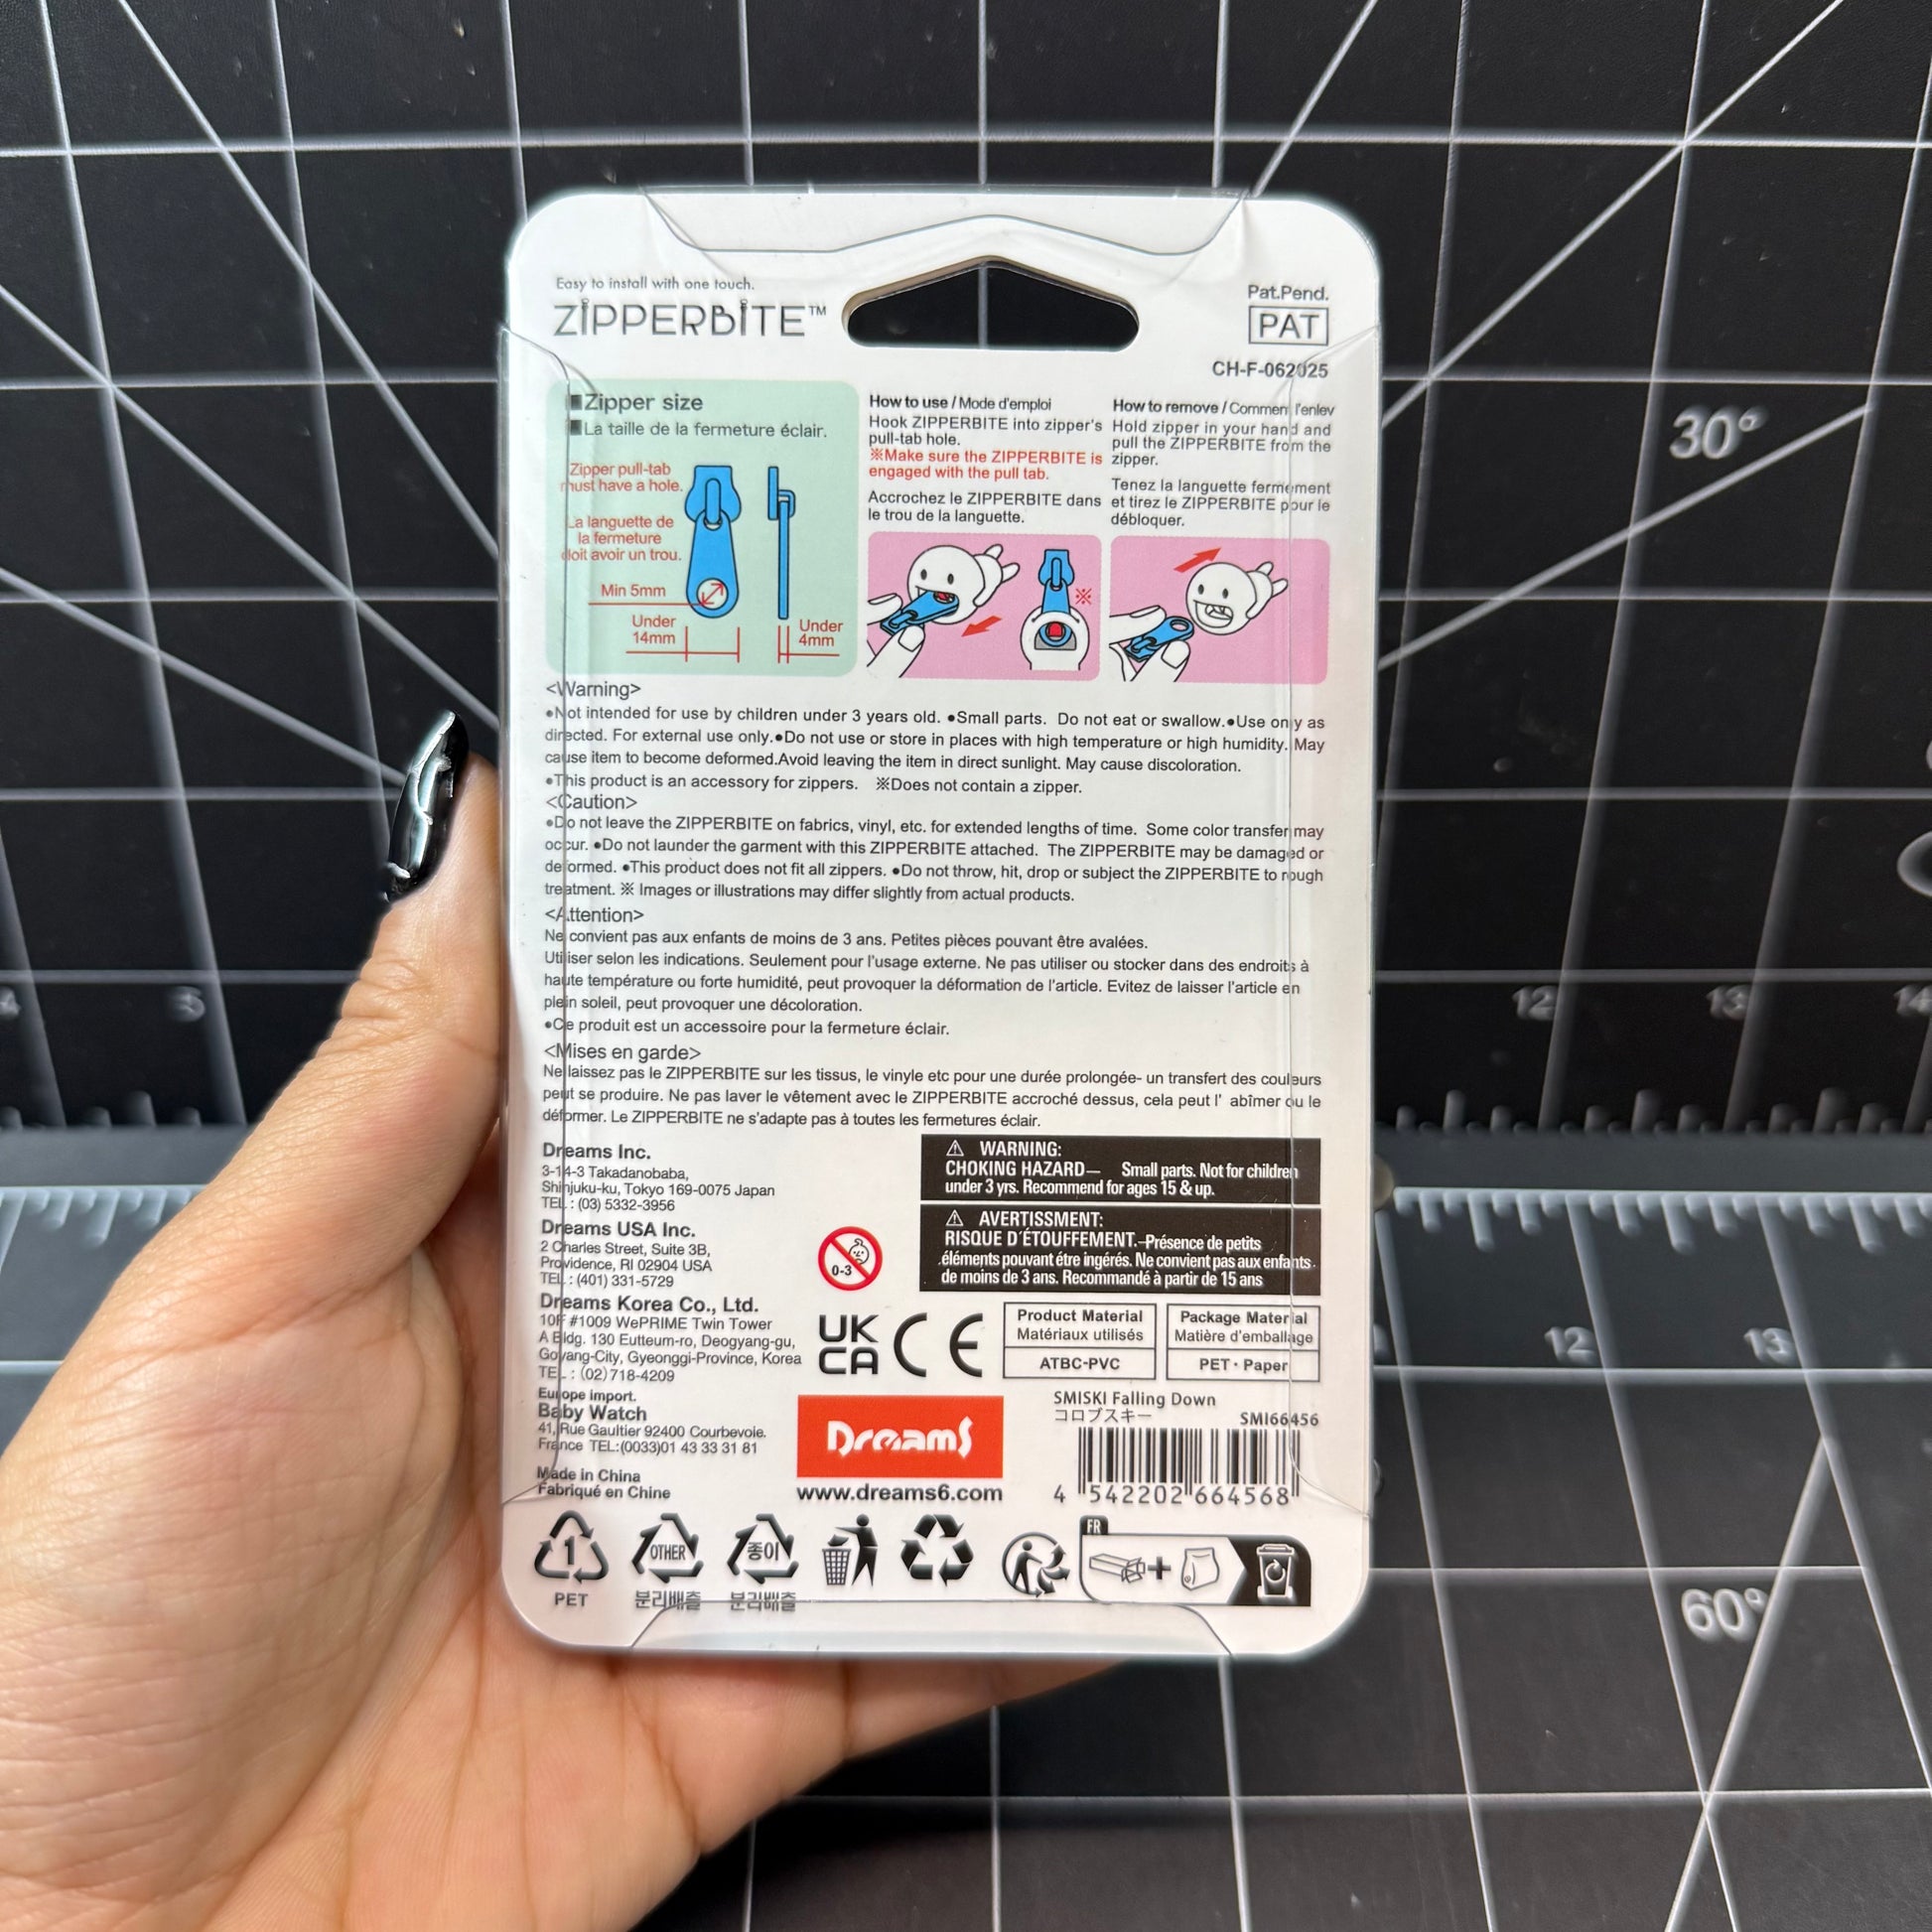 Easy to install with one touch.
ZIPPERBITE™
Pat.Pend.
PAT
CH-F-062025
■Zipper size
■La taille de la fermeture éclair.
Zipper pull-tab
must have a hole.
La languette de
la fermeture
doit avoir un trou.
Min 5mm
Under
14mm
Under
4mm
How to use / Mode d'emploi
Hook ZIPPERBITE into zipper's
pull-tab hole.
※Make sure the ZIPPERBITE is
engaged with the pull tab.
Accrochez le ZIPPERBITE dans
le trou de la languette.
※
How to remove / Comment l'enlev
Hold zipper in your hand and
pull the ZIPPERBITE from the
zipper.
Tenez la languette fermement
et tirez le ZIPPERBITE pour le
débloquer.
<Warning>
●Not intended for use by children under 3 years old. ●Small parts. Do not eat or swallow.●Use only as
directed. For external use only.●Do not use or store in places with high temperature or high humidity. May
cause item to become deformed.Avoid leaving the item in direct sunlight. May cause discoloration.
●This product is an accessory for zippers. ※Does not contain a zipper.
<Caution>
●Do not leave the ZIPPERBITE on fabrics, vinyl, etc. for extended lengths of time. Some color transfer may
occur. ●Do not launder the garment with this ZIPPERBITE attached. The ZIPPERBITE may be damaged or
deformed. ●This product does not fit all zippers. ●Do not throw, hit, drop or subject the ZIPPERBITE to rough
treatment. ※ Images or illustrations may differ slightly from actual products.
<Attention>
Ne convient pas aux enfants de moins de 3 ans. Petites pièces pouvant être avalées.
Utiliser selon les indications. Seulement pour l'usage externe. Ne pas utiliser ou stocker dans des endroits à
haute température ou forte humidité, peut provoquer la déformation de l'article. Evitez de laisser l'article en
plein soleil, peut provoquer une décoloration.
●Ce produit est un accessoire pour la fermeture éclair.
<Mises en garde>
Ne laissez pas le ZIPPERBITE sur les tissus, le vinyle etc pour une durée prolongée- un transfert des couleurs
peut se produire. Ne pas laver le vêtement avec le ZIPPERBITE accroché dessus, cela peut l' abîmer ou le
déformer. Le ZIPPERBITE ne s'adapte pas à toutes les fermetures éclair.
Dreams Inc.
3-14-3 Takadanobaba,
Shinjuku-ku, Tokyo 169-0075 Japan
TEL : (03) 5332-3956
Dreams USA Inc.
2 Charles Street, Suite 3B,
Providence, RI 02904 USA
TEL : (401) 331-5729
Dreams Korea Co., Ltd.
10F #1009 WePRIME Twin Tower
A Bldg. 130 Eutteum-ro, Deogyang-gu,
Goyang-City, Gyeonggi-Province, Korea
TEL : (02)718-4209
Europe import.
Baby Watch
41, Rue Gaultier 92400 Courbevoie.
France TEL:(0033)01 43 33 31 81
Made in China
Fabriqué en Chine
⚠ WARNING:
CHOKING HAZARD— Small parts. Not for children
under 3 yrs. Recommend for ages 15 & up.
⚠ AVERTISSMENT:
RISQUE D'ÉTOUFFEMENT.–Présence de petits
éléments pouvant étre ingérés. Ne convient pas aux enfants
de moins de 3 ans. Recommandé à partir de 15 ans
0-3
UK
CA
CE
Product Material
Matériaux utilisés
ATBC-PVC
Package Material
Matière d'emballage
PET・Paper
Dreams
www.dreams6.com
SMISKI Falling Down
コロブスキー
SMI66456
4 542202 664568
1
PET
OTHER
분리배출
종이
분리배출
FR
+
30°
60°
4
5
12
13
14
12
13